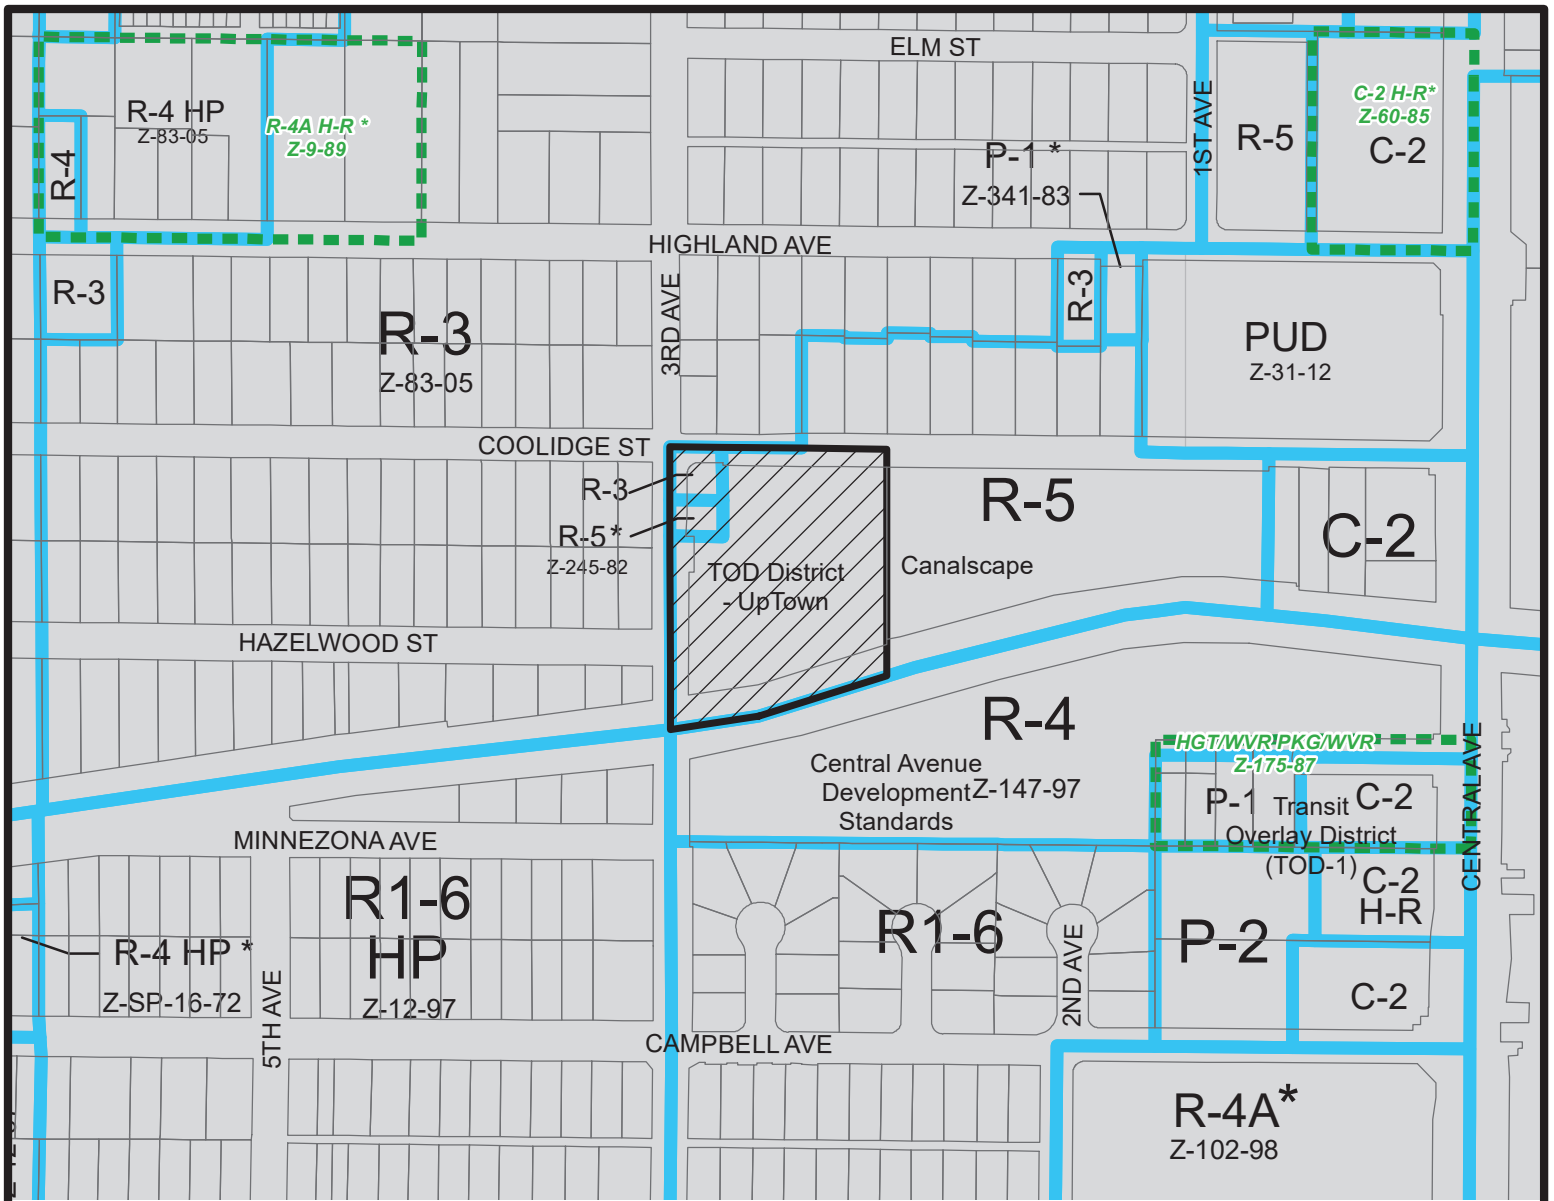 ELM ST
R-4 HP
Z-83-05
R-4A H-R *
Z-9-89
R-4
P-1 *
Z-341-83
1ST AVE
R-5
C-2 H-R*
Z-60-85
C-2
HIGHLAND AVE
R-3
R-3
Z-83-05
3RD AVE
R-3
PUD
Z-31-12
COOLIDGE ST
R-3
R-5*
Z-245-82
TOD District
- UpTown
R-5
Canalscape
C-2
HAZELWOOD ST
R-4
Central Avenue
Development
Standards
Z-147-97
HGT/WVR PKG/WVR
Z-175-87
P-1
C-2
Transit
Overlay District
(TOD-1)
CENTRAL AVE
MINNEZONA AVE
R1-6
HP
Z-12-97
R-4 HP *
Z-SP-16-72
5TH AVE
R1-6
2ND AVE
P-2
C-2
H-R
C-2
CAMPBELL AVE
R-4A*
Z-102-98